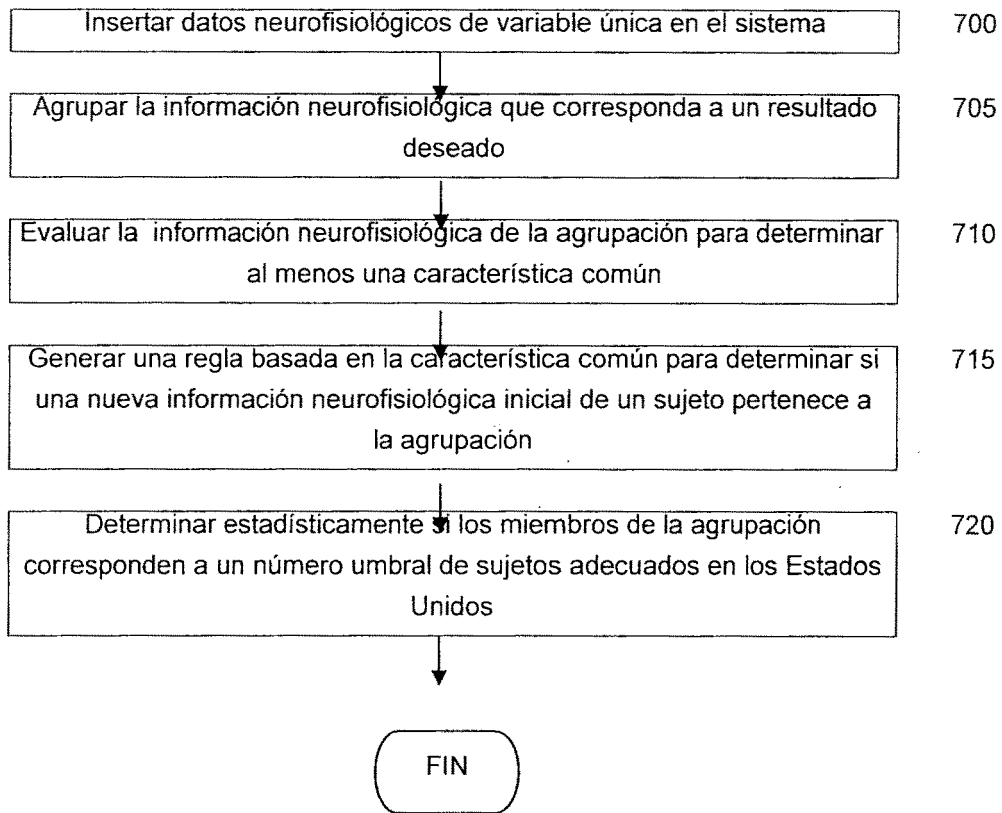 Insertar datos neurofisiológicos de variable única en el sistema 700
Agrupar la información neurofisiológica que corresponda a un resultado 705
deseado
Evaluar la información neurofisiológica de la agrupación para determinar 710
al menos una característica común
Generar una regla basada en la característica común para determinar si 715
una nueva información neurofisiológica inicial de un sujeto pertenece a
la agrupación
Determinar estadísticamente si los miembros de la agrupación 720
corresponden a un número umbral de sujetos adecuados en los Estados
Unidos
FIN